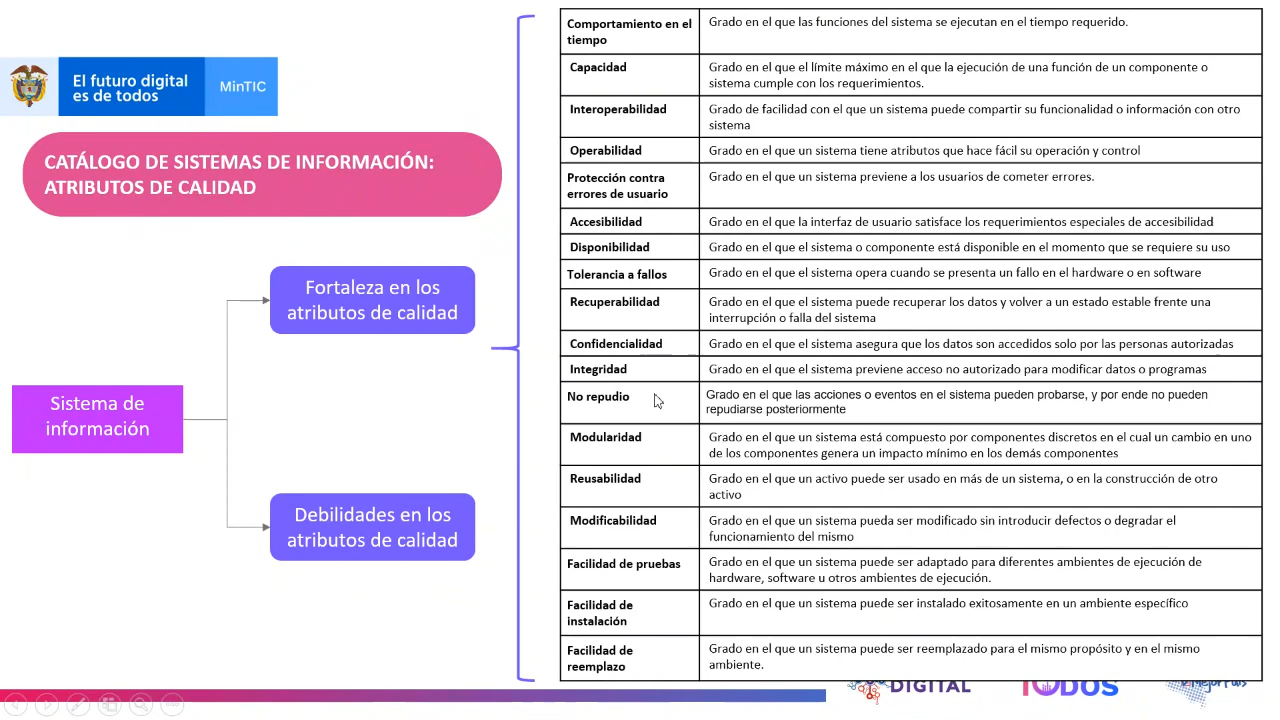 El futuro digital
es de todos
MinTIC
CATÁLOGO DE SISTEMAS DE INFORMACIÓN:
ATRIBUTOS DE CALIDAD
Sistema de
información
Fortaleza en los
atributos de calidad
Debilidades en los
atributos de calidad
Comportamiento en el
tiempo
Grado en el que las funciones del sistema se ejecutan en el tiempo requerido.
Capacidad
Grado en el que el límite máximo en el que la ejecución de una función de un componente o
sistema cumple con los requerimientos.
Interoperabilidad
Grado de facilidad con el que un sistema puede compartir su funcionalidad o información con otro
sistema
Operabilidad
Grado en el que un sistema tiene atributos que hace fácil su operación y control
Protección contra
errores de usuario
Grado en el que un sistema previene a los usuarios de cometer errores.
Accesibilidad
Grado en el que la interfaz de usuario satisface los requerimientos especiales de accesibilidad
Disponibilidad
Grado en el que el sistema o componente está disponible en el momento que se requiere su uso
Tolerancia a fallos
Grado en el que el sistema opera cuando se presenta un fallo en el hardware o en software
Recuperabilidad
Grado en el que el sistema puede recuperar los datos y volver a un estado estable frente una
interrupción o falla del sistema
Confidencialidad
Grado en el que el sistema asegura que los datos son accedidos solo por las personas autorizadas
Integridad
Grado en el que el sistema previene acceso no autorizado para modificar datos o programas
No repudio
Grado en el que las acciones o eventos en el sistema pueden probarse, y por ende no pueden
repudiarse posteriormente
Modularidad
Grado en el que un sistema está compuesto por componentes discretos en el cual un cambio en uno
de los componentes genera un impacto mínimo en los demás componentes
Reusabilidad
Grado en el que un activo puede ser usado en más de un sistema, o en la construcción de otro
activo
Modificabilidad
Grado en el que un sistema pueda ser modificado sin introducir defectos o degradar el
funcionamiento del mismo
Facilidad de pruebas
Grado en el que un sistema puede ser adaptado para diferentes ambientes de ejecución de
hardware, software u otros ambientes de ejecución.
Facilidad de
instalación
Grado en el que un sistema puede ser instalado exitosamente en un ambiente específico
Facilidad de
reemplazo
Grado en el que un sistema puede ser reemplazado para el mismo propósito y en el mismo
ambiente.
DIGITAL
TODOS